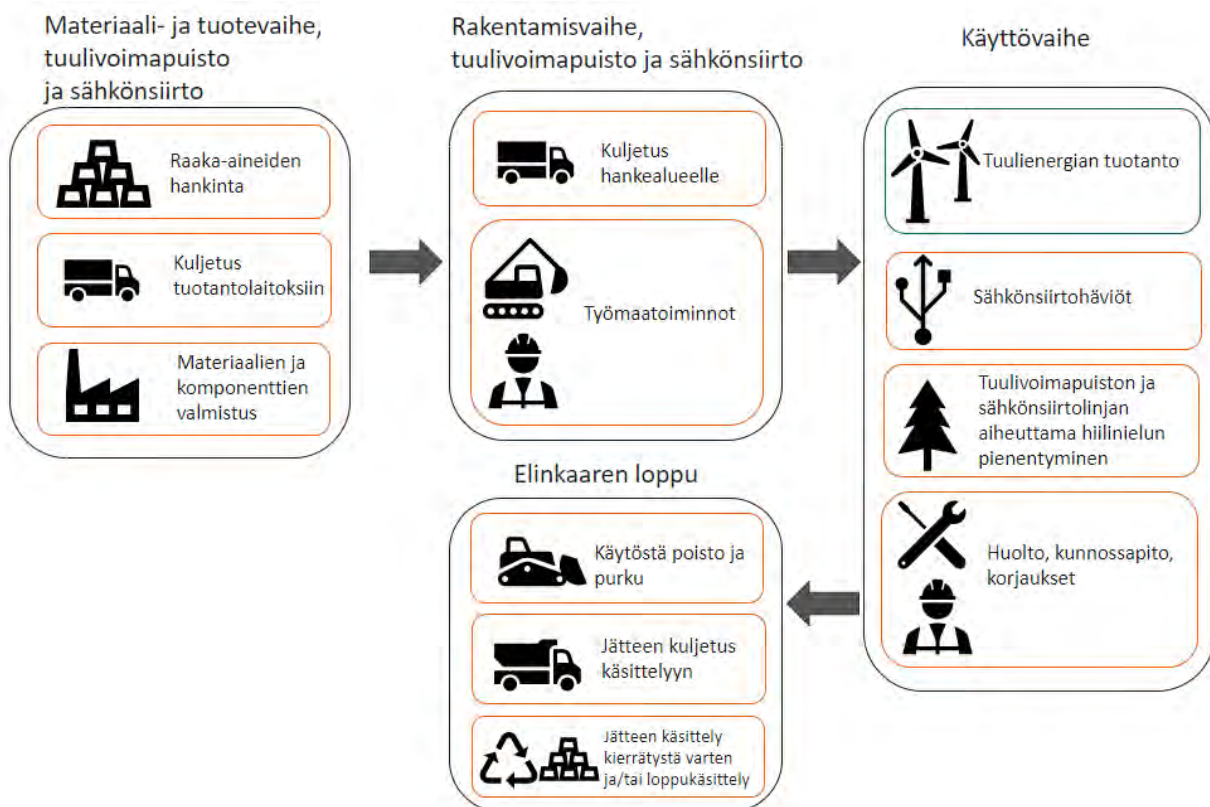 Materiaali- ja tuotevaihe,
tuulivoimapuisto
ja sähkönsiirto
Raaka-aineiden
hankinta
Kuljetus
tuotantolaitoksiin
Materiaalien ja
komponenttien
valmistus
Rakentamisvaihe,
tuulivoimapuisto ja sähkönsiirto
Kuljetus
hankealueelle
Työmaatoiminnot
Käyttövaihe
Tuulienergian tuotanto
Sähkönsiirtohäviöt
Tuulivoimapuiston ja
sähkönsiirtolinjan
aiheuttama hiilinielun
pienentyminen
Huolto, kunnossapito,
korjaukset
Elinkaaren loppu
Käytöstä poisto ja
purku
Jätteen kuljetus
käsittelyyn
Jätteen käsittely
kierrätystä varten
ja/tai loppukäsittely